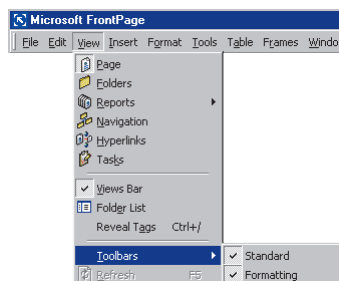 Microsoft FrontPage
File Edit View Insert Format Tools Table Frames Windo
Page
Folders
Reports
Navigation
Hyperlinks
Tasks
Views Bar
Folder List
Reveal Tags Ctrl+/
Toolbars Standard
Refresh F5 Formatting